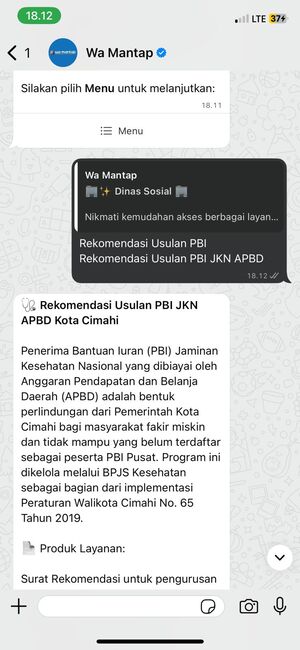 18.12
LTE 37
1
Wa Mantap
Silakan pilih Menu untuk melanjutkan:
18.11
Menu
Wa Mantap
Dinas Sosial
Nikmati kemudahan akses berbagai layan...
Rekomendasi Usulan PBI
Rekomendasi Usulan PBI JKN APBD
18.12
Rekomendasi Usulan PBI JKN
APBD Kota Cimahi
Penerima Bantuan Iuran (PBI) Jaminan
Kesehatan Nasional yang dibiayai oleh
Anggaran Pendapatan dan Belanja
Daerah (APBD) adalah bentuk
perlindungan dari Pemerintah Kota
Cimahi bagi masyarakat fakir miskin
dan tidak mampu yang belum terdaftar
sebagai peserta PBI Pusat. Program ini
dikelola melalui BPJS Kesehatan
sebagai bagian dari implementasi
Peraturan Walikota Cimahi No. 65
Tahun 2019.
Produk Layanan:
Surat Rekomendasi untuk pengurusan